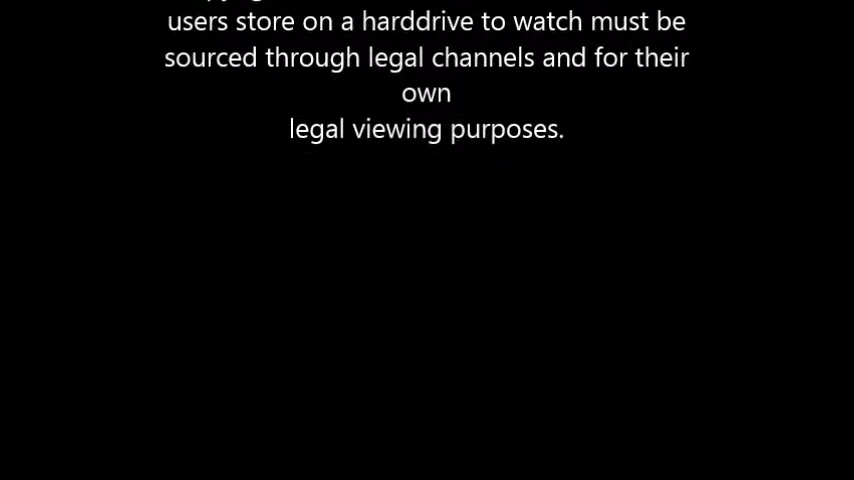 users store on a harddrive to watch must be
sourced through legal channels and for their
own
legal viewing purposes.